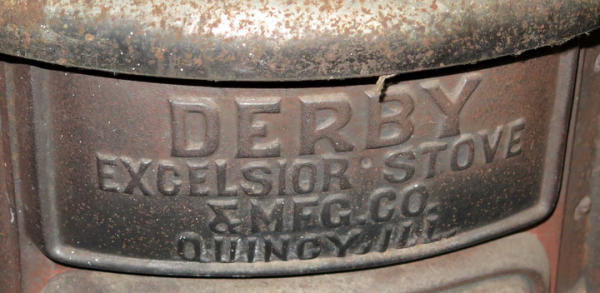 DERBY
EXCELSIOR · STOVE
& MFG. CO.
QUINCY. ILL.